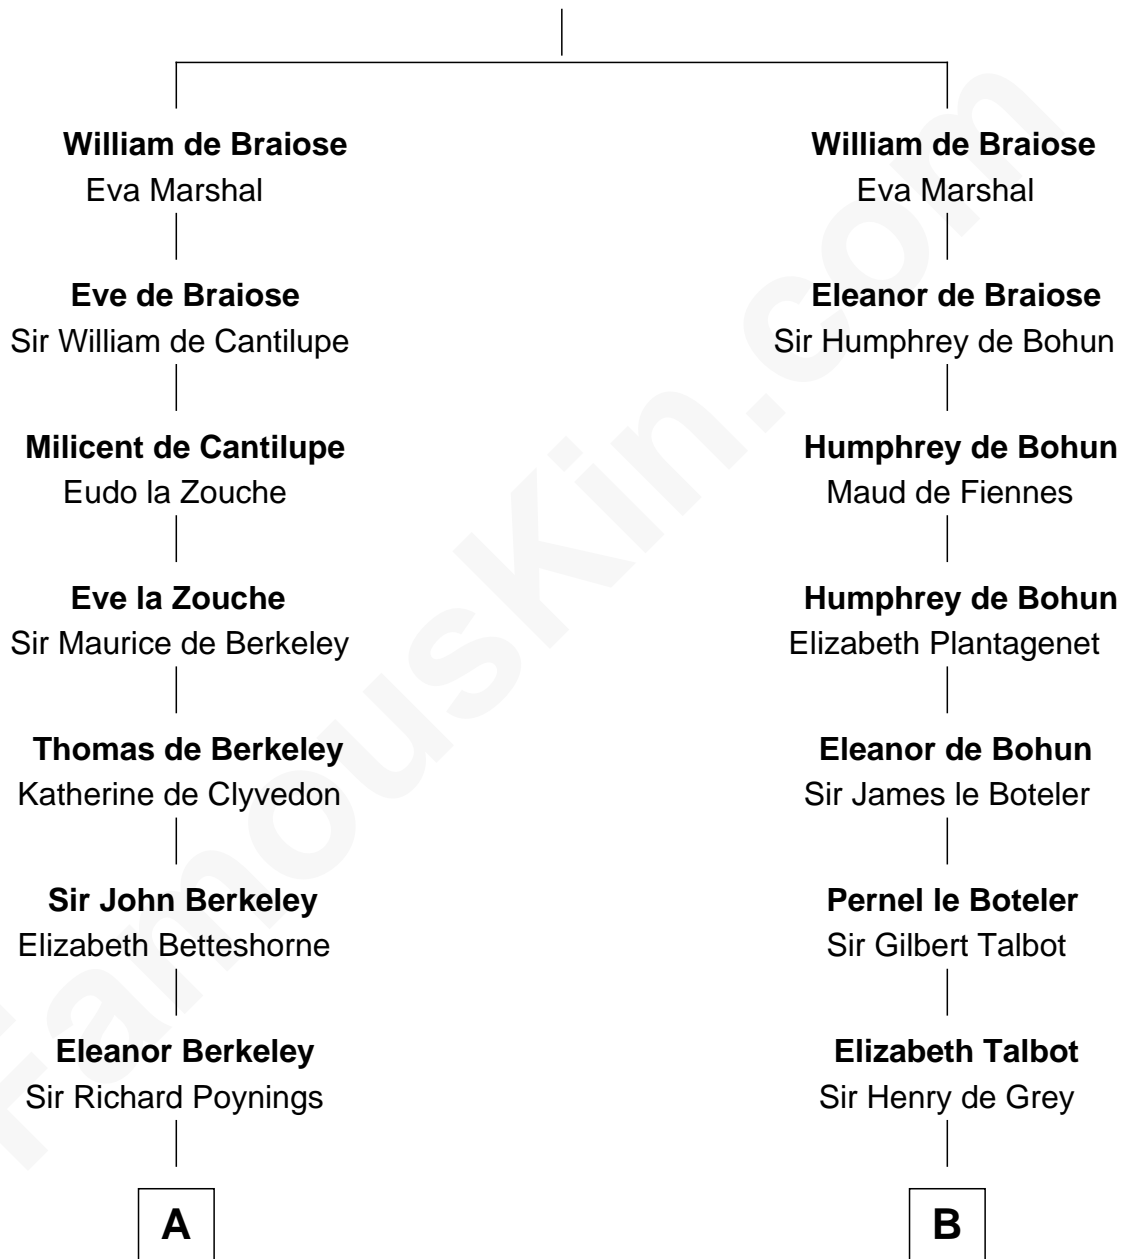 William de Braiose
Eva Marshal
Eve de Braiose
Sir William de Cantilupe
Milicent de Cantilupe
Eudo la Zouche
Eve la Zouche
Sir Maurice de Berkeley
Thomas de Berkeley
Katherine de Clyvedon
Sir John Berkeley
Elizabeth Betteshorne
Eleanor Berkeley
Sir Richard Poynings
A
William de Braiose
Eva Marshal
Eleanor de Braiose
Sir Humphrey de Bohun
Humphrey de Bohun
Maud de Fiennes
Humphrey de Bohun
Elizabeth Plantagenet
Eleanor de Bohun
Sir James le Boteler
Pernel le Boteler
Sir Gilbert Talbot
Elizabeth Talbot
Sir Henry de Grey
B
FamousKin.com